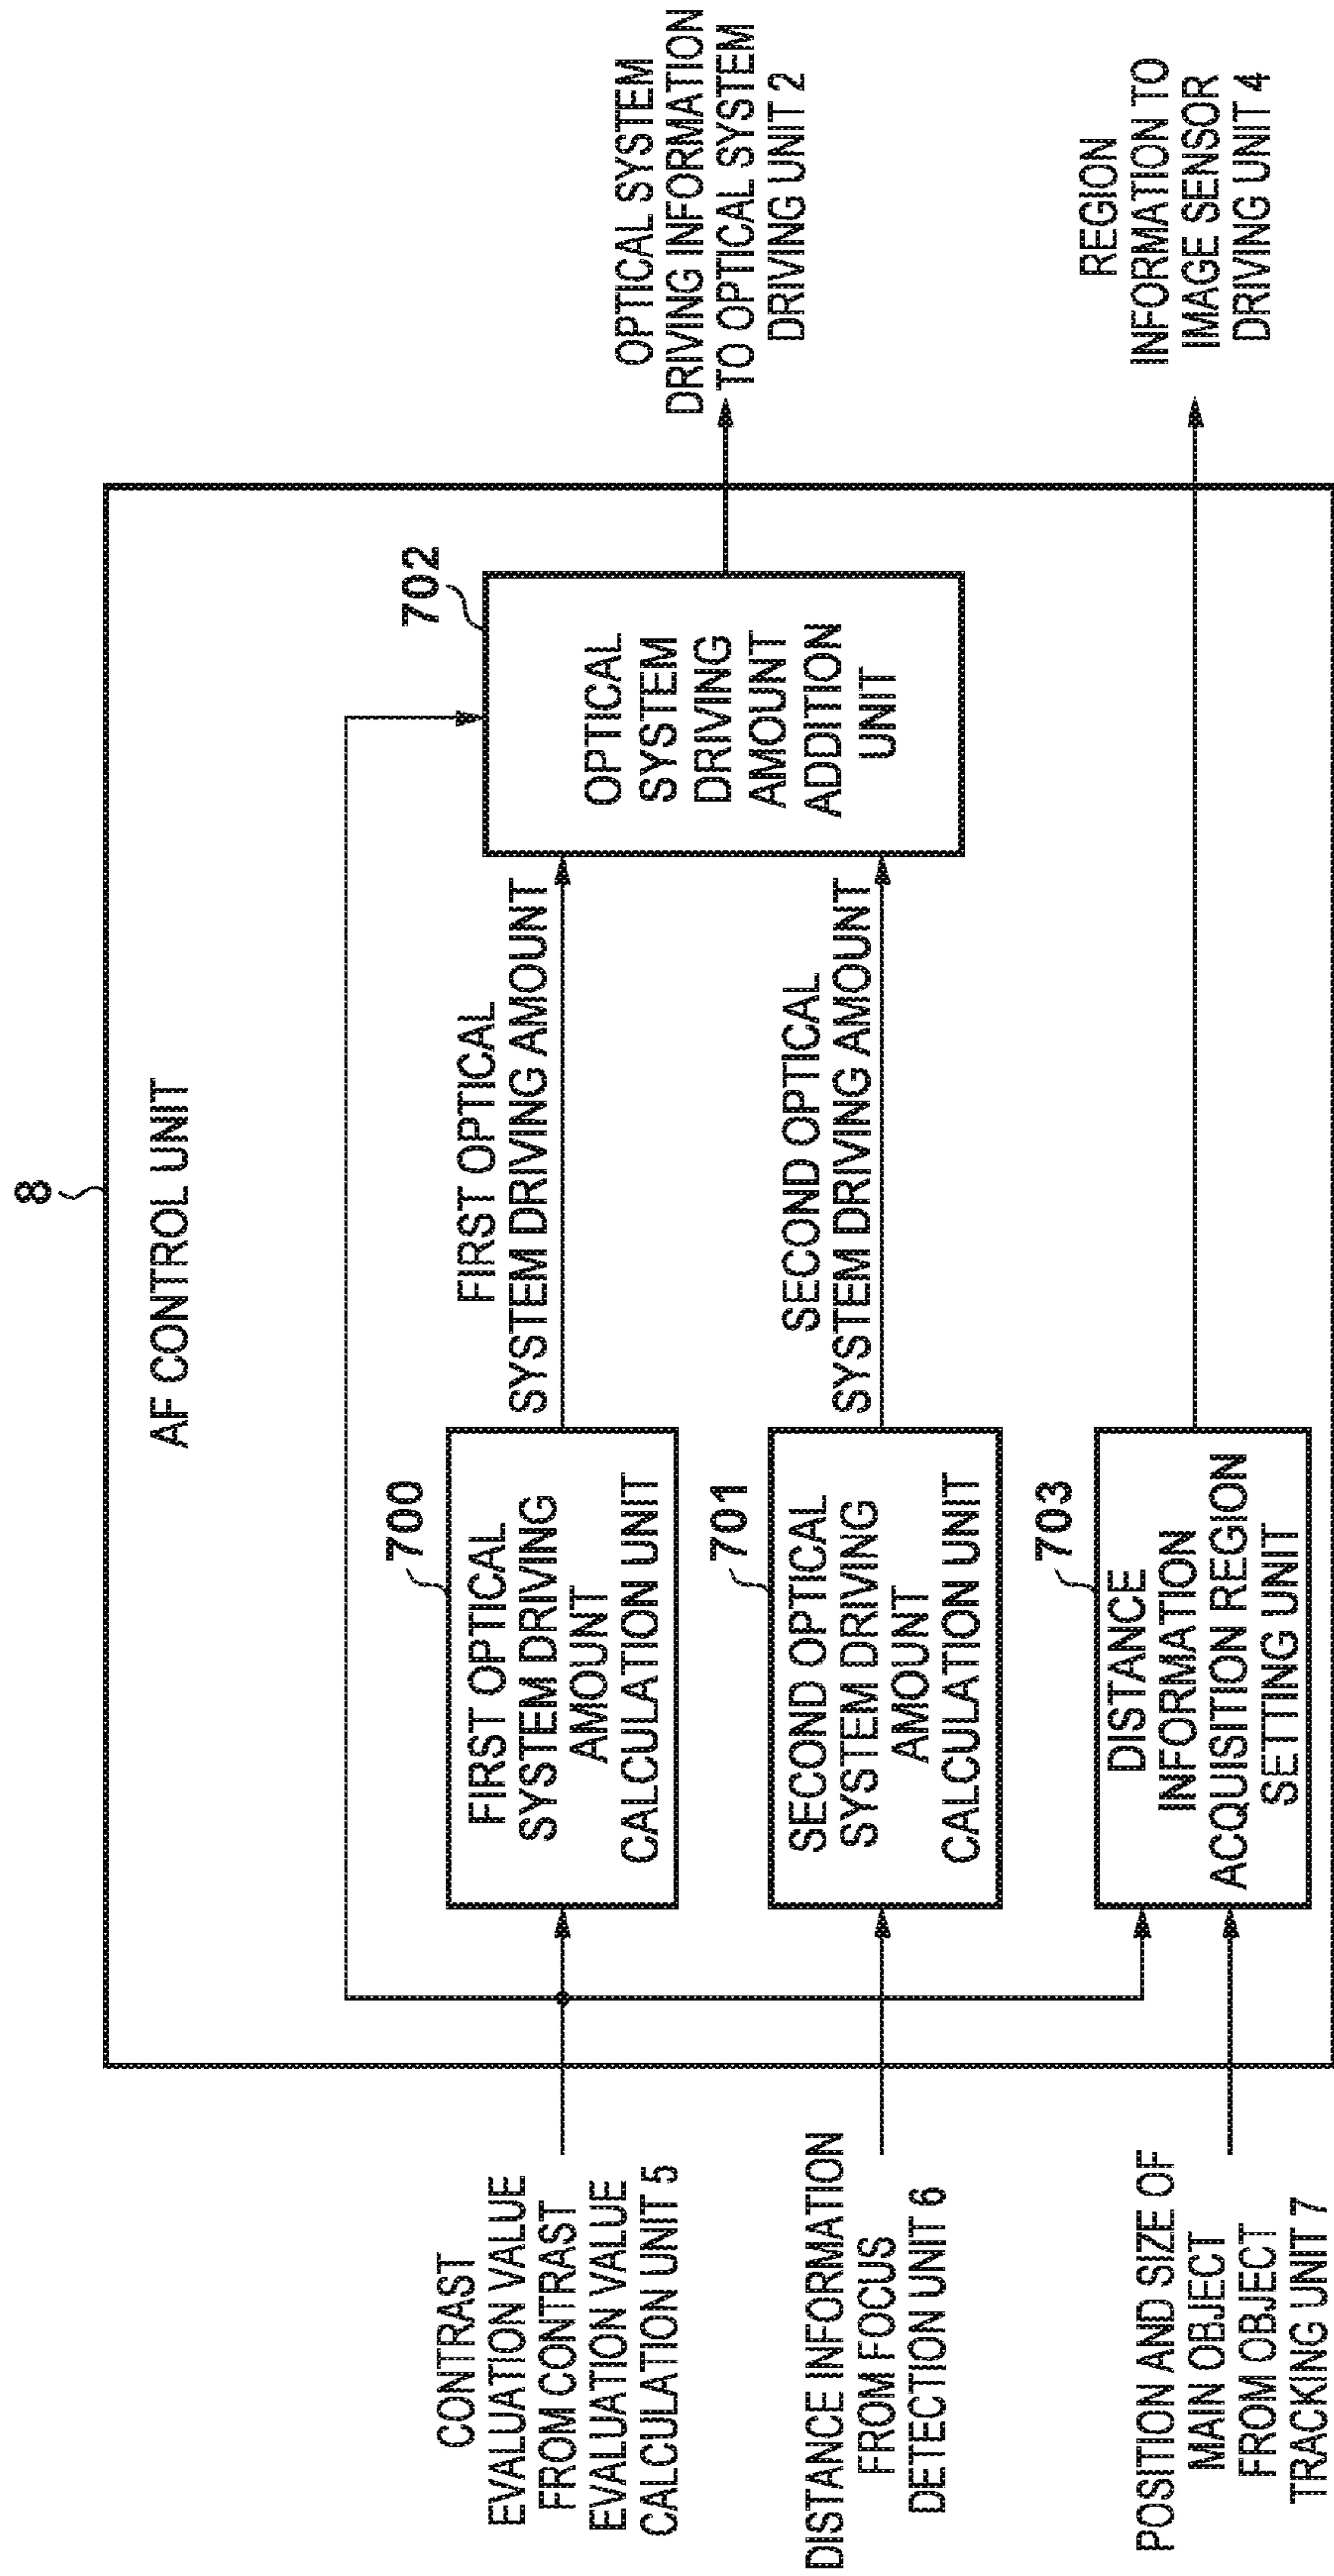 8
AF CONTROL UNIT
CONTRAST
EVALUATION VALUE
FROM CONTRAST
EVALUATION VALUE
CALCULATION UNIT 5
700
FIRST OPTICAL
SYSTEM DRIVING
AMOUNT
CALCULATION UNIT
FIRST OPTICAL
SYSTEM DRIVING AMOUNT
702
OPTICAL
SYSTEM
DRIVING
AMOUNT
ADDITION
UNIT
OPTICAL SYSTEM
DRIVING INFORMATION
TO OPTICAL SYSTEM
DRIVING UNIT 2
DISTANCE INFORMATION
FROM FOCUS
DETECTION UNIT 6
701
SECOND OPTICAL
SYSTEM DRIVING
AMOUNT
CALCULATION UNIT
SECOND OPTICAL
SYSTEM DRIVING AMOUNT
POSITION AND SIZE OF
MAIN OBJECT
FROM OBJECT
TRACKING UNIT 7
703
DISTANCE
INFORMATION
ACQUISITION REGION
SETTING UNIT
REGION
INFORMATION TO
IMAGE SENSOR
DRIVING UNIT 4